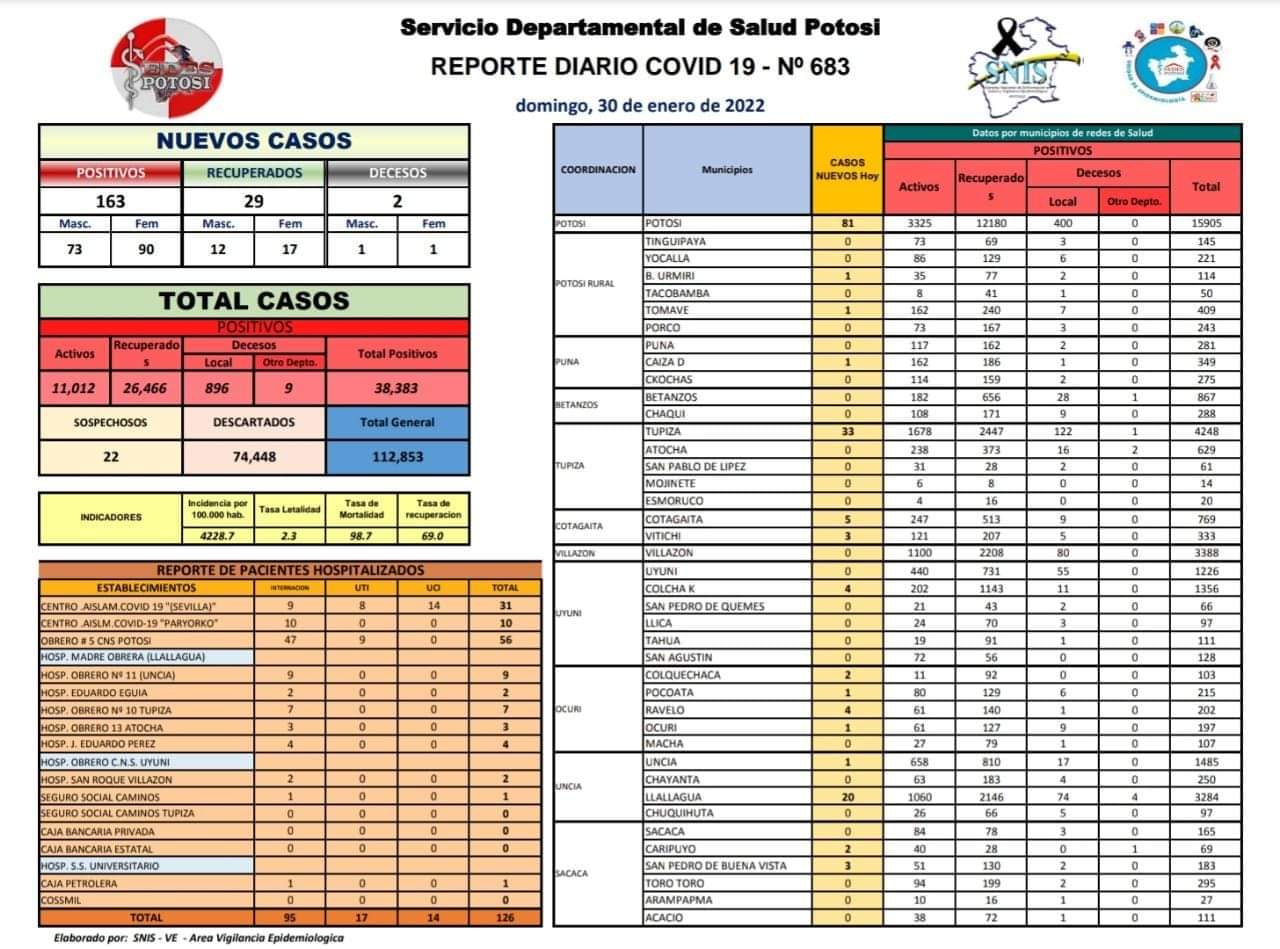 Servicio Departamental de Salud Potosi
REPORTE DIARIO COVID 19 - Nº 683
domingo, 30 de enero de 2022
SEDES
POTOSI
SNIS
NUEVOS CASOS
POSITIVOS RECUPERADOS DECESOS
163 29 2
Masc. Fem Masc. Fem Masc. Fem
73 90 12 17 1 1
TOTAL CASOS
POSITIVOS
Activos Recuperados Decesos Total Positivos
Local Otro Depto.
11,012 26,466 896 9 38,383
SOSPECHOSOS DESCARTADOS Total General
22 74,448 112,853
INDICADORES Incidencia por 100.000 hab. Tasa Letalidad Tasa de Mortalidad Tasa de recuperacion
4228.7 2.3 98.7 69.0
REPORTE DE PACIENTES HOSPITALIZADOS
ESTABLECIMIENTOS INTERNACION UTI UCI TOTAL
CENTRO .AISLAM.COVID 19 "(SEVILLA)" 9 8 14 31
CENTRO .AISLM.COVID-19 "PARYORKO" 10 0 0 10
OBRERO # 5 CNS POTOSI 47 9 0 56
HOSP. MADRE OBRERA (LLALLAGUA)
HOSP. OBRERO Nº 11 (UNCIA) 9 0 0 9
HOSP. EDUARDO EGUIA 2 0 0 2
HOSP. OBRERO Nº 10 TUPIZA 7 0 0 7
HOSP. OBRERO 13 ATOCHA 3 0 0 3
HOSP. J. EDUARDO PEREZ 4 0 0 4
HOSP. OBRERO C.N.S. UYUNI
HOSP. SAN ROQUE VILLAZON 2 0 0 2
SEGURO SOCIAL CAMINOS 1 0 0 1
SEGURO SOCIAL CAMINOS TUPIZA 0 0 0 0
CAJA BANCARIA PRIVADA 0 0 0 0
CAJA BANCARIA ESTATAL 0 0 0 0
HOSP. S.S. UNIVERSITARIO
CAJA PETROLERA 1 0 0 1
COSSMIL 0 0 0 0
TOTAL 95 17 14 126
Elaborado por: SNIS - VE - Area Vigilancia Epidemiologica
COORDINACION Municipios CASOS NUEVOS Hoy Datos por municipios de redes de Salud
POSITIVOS
Activos Recuperados Decesos Total
Local Otro Depto.
POTOSI POTOSI 81 3325 12180 400 0 15905
POTOSI RURAL TINGUIPAYA 0 73 69 3 0 145
YOCALLA 0 86 129 6 0 221
B. URMIRI 1 35 77 2 0 114
TACOBAMBA 0 8 41 1 0 50
TOMAVE 1 162 240 7 0 409
PORCO 0 73 167 3 0 243
PUNA PUNA 0 117 162 2 0 281
CAIZA D 1 162 186 1 0 349
CKOCHAS 0 114 159 2 0 275
BETANZOS BETANZOS 0 182 656 28 1 867
CHAQUI 0 108 171 9 0 288
TUPIZA TUPIZA 33 1678 2447 122 1 4248
ATOCHA 0 238 373 16 2 629
SAN PABLO DE LIPEZ 0 31 28 2 0 61
MOJINETE 0 6 8 0 0 14
ESMORUCO 0 4 16 0 0 20
COTAGAITA COTAGAITA 5 247 513 9 0 769
VITICHI 3 121 207 5 0 333
VILLAZON VILLAZON 0 1100 2208 80 0 3388
UYUNI UYUNI 0 440 731 55 0 1226
COLCHA K 4 202 1143 11 0 1356
SAN PEDRO DE QUEMES 0 21 43 2 0 66
LLICA 0 24 70 3 0 97
TAHUA 0 19 91 1 0 111
SAN AGUSTIN 0 72 56 0 0 128
OCURI COLQUECHACA 2 11 92 0 0 103
POCOATA 1 80 129 6 0 215
RAVELO 4 61 140 1 0 202
OCURI 1 61 127 9 0 197
MACHA 0 27 79 1 0 107
UNCIA UNCIA 1 658 810 17 0 1485
CHAYANTA 0 63 183 4 0 250
LLALLAGUA 20 1060 2146 74 4 3284
CHUQUIHUTA 0 26 66 5 0 97
SACACA SACACA 0 84 78 3 0 165
CARIPUYO 2 40 28 0 1 69
SAN PEDRO DE BUENA VISTA 3 51 130 2 0 183
TORO TORO 0 94 199 2 0 295
ARAMPAPMA 0 10 16 1 0 27
ACACIO 0 38 72 1 0 111